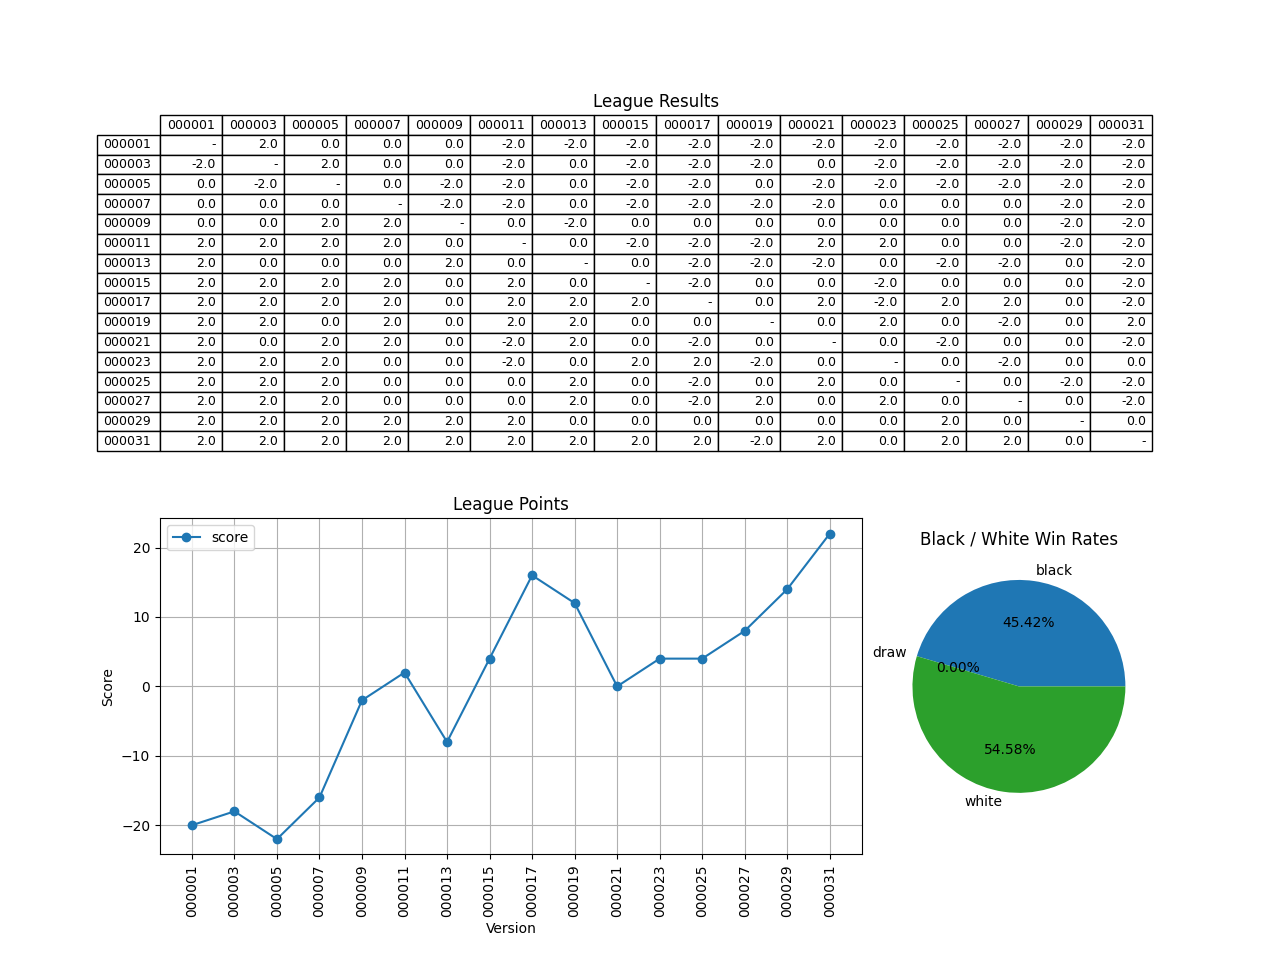 League Results
000001 000003 000005 000007 000009 000011 000013 000015 000017 000019 000021 000023 000025 000027 000029 000031
000001 - 2.0 0.0 0.0 0.0 -2.0 -2.0 -2.0 -2.0 -2.0 -2.0 -2.0 -2.0 -2.0 -2.0 -2.0
000003 -2.0 - 2.0 0.0 0.0 -2.0 0.0 -2.0 -2.0 -2.0 0.0 -2.0 -2.0 -2.0 -2.0 -2.0
000005 0.0 -2.0 - 0.0 -2.0 -2.0 0.0 -2.0 -2.0 0.0 -2.0 -2.0 -2.0 -2.0 -2.0 -2.0
000007 0.0 0.0 0.0 - -2.0 -2.0 0.0 -2.0 -2.0 -2.0 -2.0 0.0 0.0 0.0 -2.0 -2.0
000009 0.0 0.0 2.0 2.0 - 0.0 -2.0 0.0 0.0 0.0 0.0 0.0 0.0 0.0 -2.0 -2.0
000011 2.0 2.0 2.0 2.0 0.0 - 0.0 -2.0 -2.0 -2.0 2.0 2.0 0.0 0.0 -2.0 -2.0
000013 2.0 0.0 0.0 0.0 2.0 0.0 - 0.0 -2.0 -2.0 -2.0 0.0 -2.0 -2.0 0.0 -2.0
000015 2.0 2.0 2.0 2.0 0.0 2.0 0.0 - -2.0 0.0 0.0 -2.0 0.0 0.0 0.0 -2.0
000017 2.0 2.0 2.0 2.0 0.0 2.0 2.0 2.0 - 0.0 2.0 -2.0 2.0 2.0 0.0 -2.0
000019 2.0 2.0 0.0 2.0 0.0 2.0 2.0 0.0 0.0 - 0.0 2.0 0.0 -2.0 0.0 2.0
000021 2.0 0.0 2.0 2.0 0.0 -2.0 2.0 0.0 -2.0 0.0 - 0.0 -2.0 0.0 0.0 -2.0
000023 2.0 2.0 2.0 0.0 0.0 -2.0 0.0 2.0 2.0 -2.0 0.0 - 0.0 -2.0 0.0 0.0
000025 2.0 2.0 2.0 0.0 0.0 0.0 2.0 0.0 -2.0 0.0 2.0 0.0 - 0.0 -2.0 -2.0
000027 2.0 2.0 2.0 0.0 0.0 0.0 2.0 0.0 -2.0 2.0 0.0 2.0 0.0 - 0.0 -2.0
000029 2.0 2.0 2.0 2.0 2.0 2.0 0.0 0.0 0.0 0.0 0.0 0.0 2.0 0.0 - 0.0
000031 2.0 2.0 2.0 2.0 2.0 2.0 2.0 2.0 2.0 -2.0 2.0 0.0 2.0 2.0 0.0 -
League Points
score
20
10
0
−10
−20
Score
000001 000003 000005 000007 000009 000011 000013 000015 000017 000019 000021 000023 000025 000027 000029 000031
Version
Black / White Win Rates
black
45.42%
draw
0.00%
54.58%
white